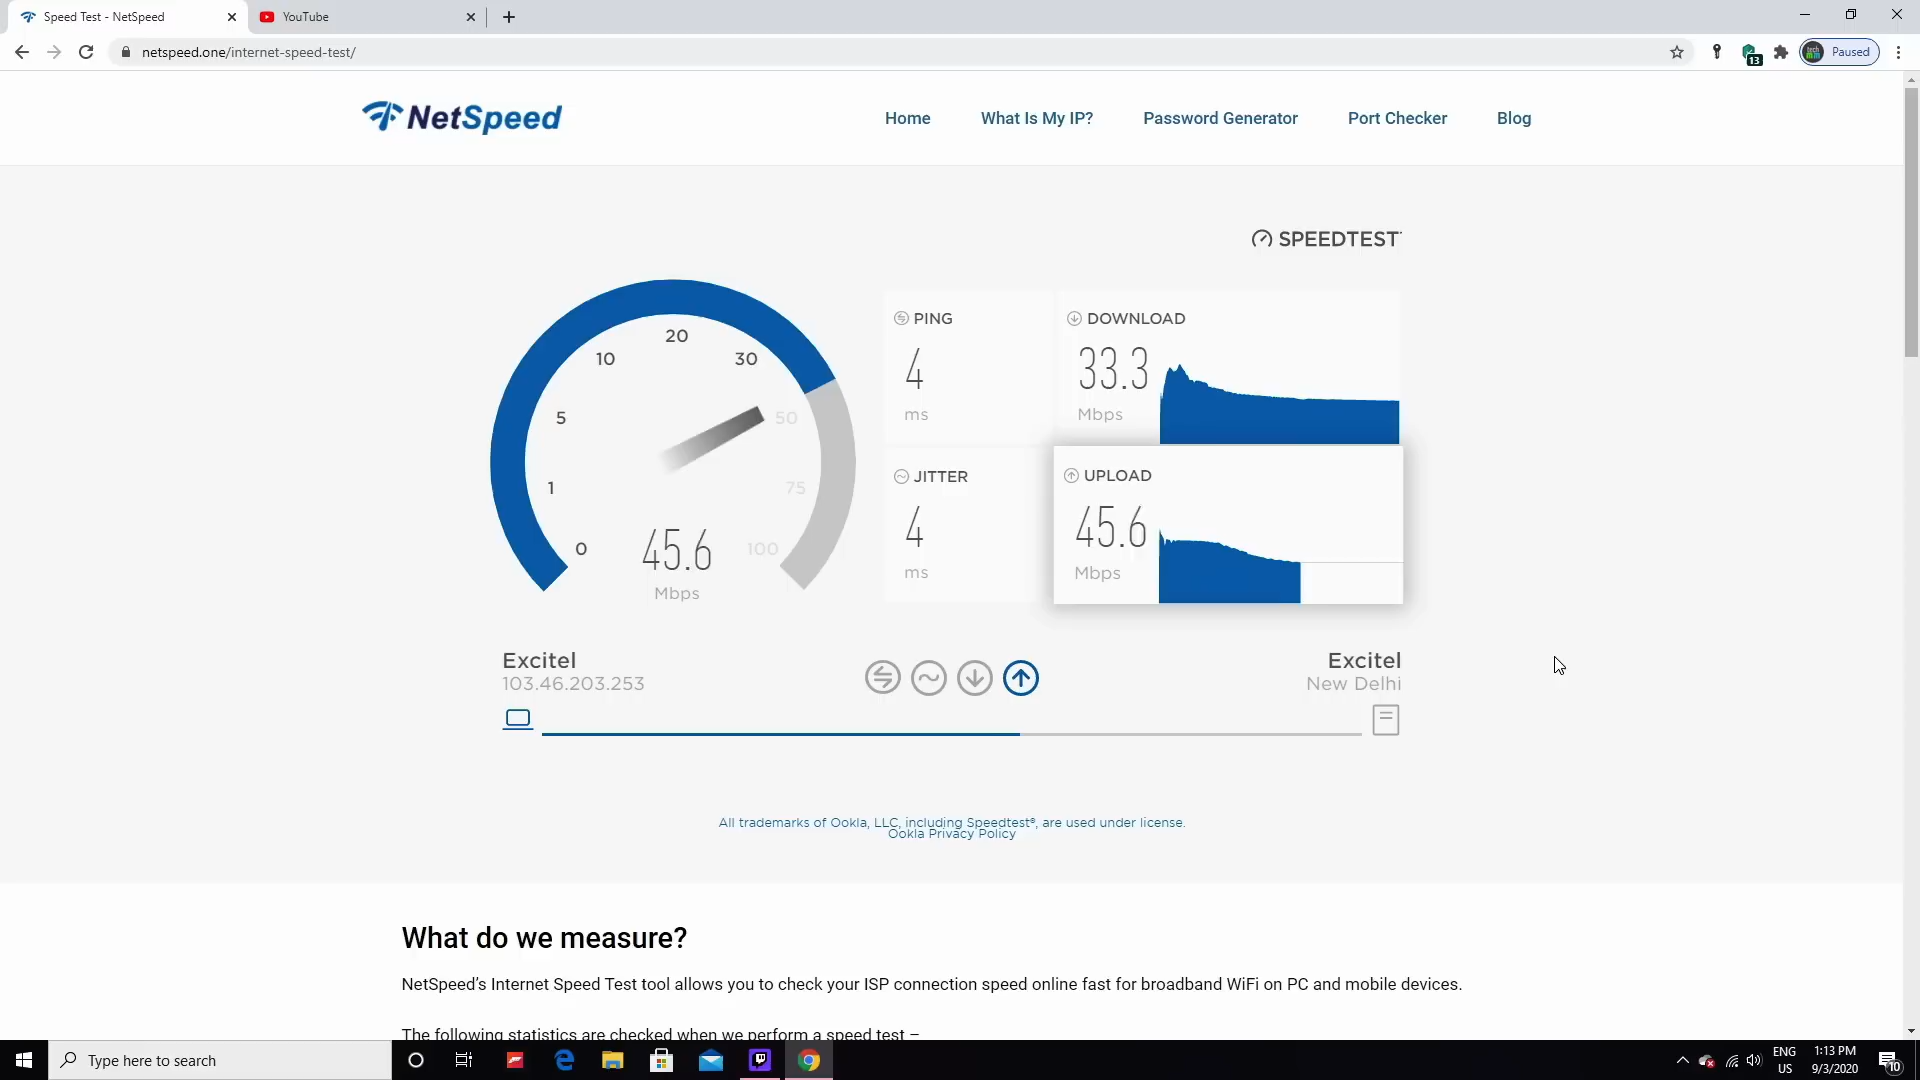 Speed Test - NetSpeed
YouTube
netspeed.one/internet-speed-test/
13
Paused
NetSpeed
Home
What Is My IP?
Password Generator
Port Checker
Blog
SPEEDTEST
0
1
5
10
20
30
50
75
100
45.6
Mbps
PING
4
ms
DOWNLOAD
33.3
Mbps
JITTER
4
ms
UPLOAD
45.6
Mbps
Excitel
103.46.203.253
Excitel
New Delhi
All trademarks of Ookla, LLC, including Speedtest®, are used under license.
Ookla Privacy Policy
What do we measure?
NetSpeed’s Internet Speed Test tool allows you to check your ISP connection speed online fast for broadband WiFi on PC and mobile devices.
The following statistics are checked when we perform a speed test –
Type here to search
ENG
US
1:13 PM
9/3/2020
10